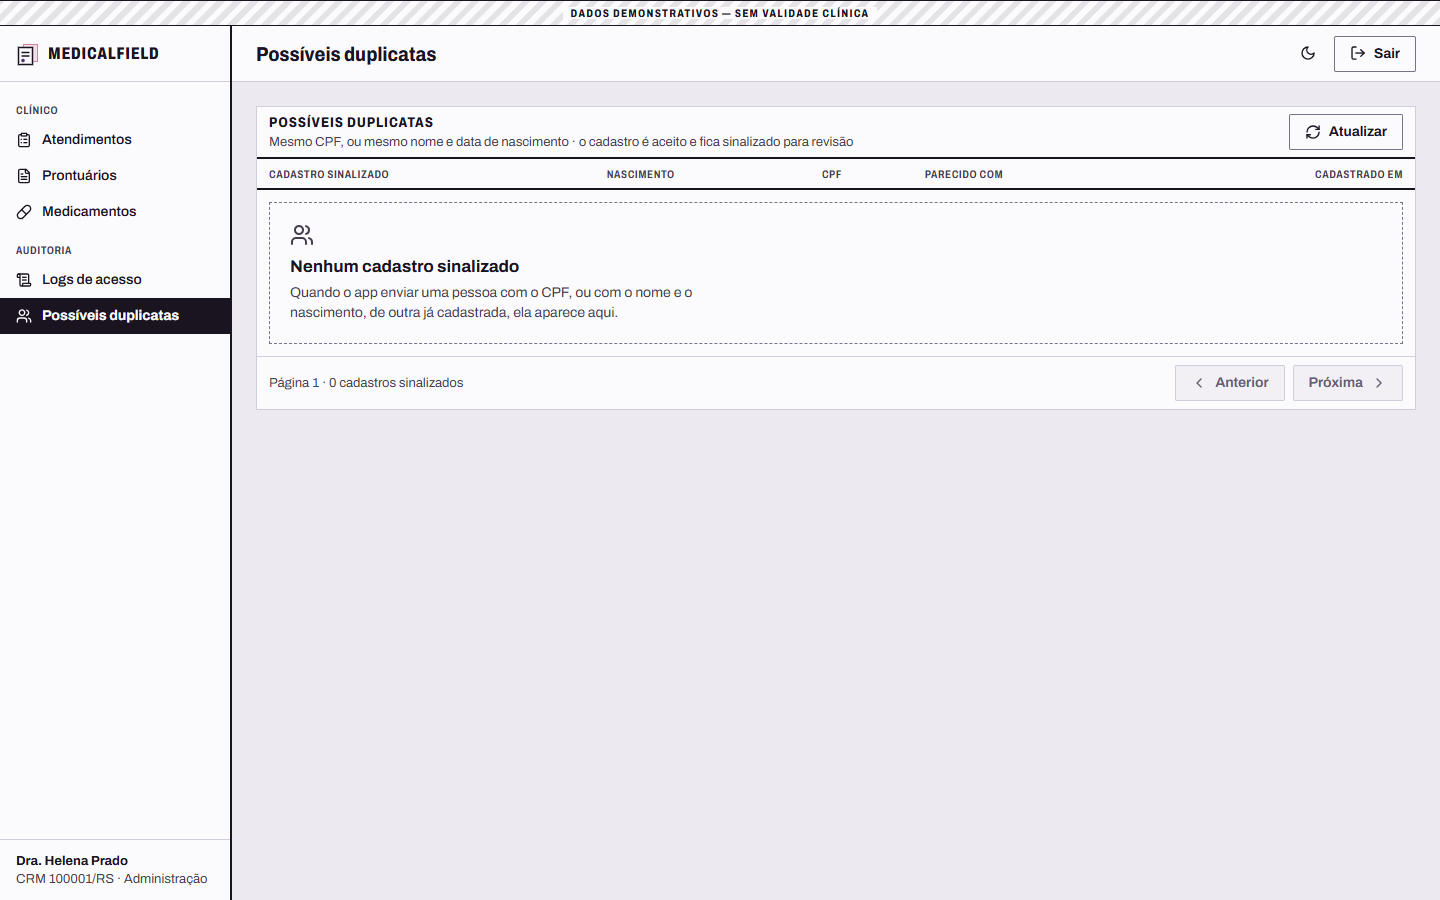 DADOS DEMONSTRATIVOS — SEM VALIDADE CLÍNICA
MEDICALFIELD
Possíveis duplicatas
Sair
CLÍNICO
Atendimentos
Prontuários
Medicamentos
AUDITORIA
Logs de acesso
Possíveis duplicatas
POSSÍVEIS DUPLICATAS
Mesmo CPF, ou mesmo nome e data de nascimento · o cadastro é aceito e fica sinalizado para revisão
Atualizar
CADASTRO SINALIZADO NASCIMENTO CPF PARECIDO COM CADASTRADO EM
Nenhum cadastro sinalizado
Quando o app enviar uma pessoa com o CPF, ou com o nome e o
nascimento, de outra já cadastrada, ela aparece aqui.
Página 1 · 0 cadastros sinalizados
Anterior
Próxima
Dra. Helena Prado
CRM 100001/RS · Administração